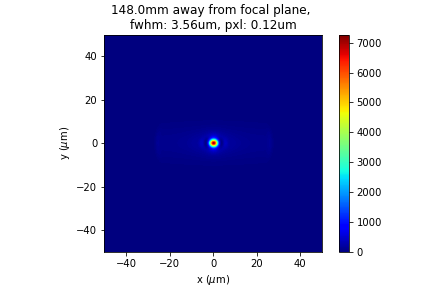 148.0mm away from focal plane,
fwhm: 3.56um, pxl: 0.12um
40
20
0
−20
−40
y (μm)
−40 −20 0 20 40
x (μm)
7000
6000
5000
4000
3000
2000
1000
0